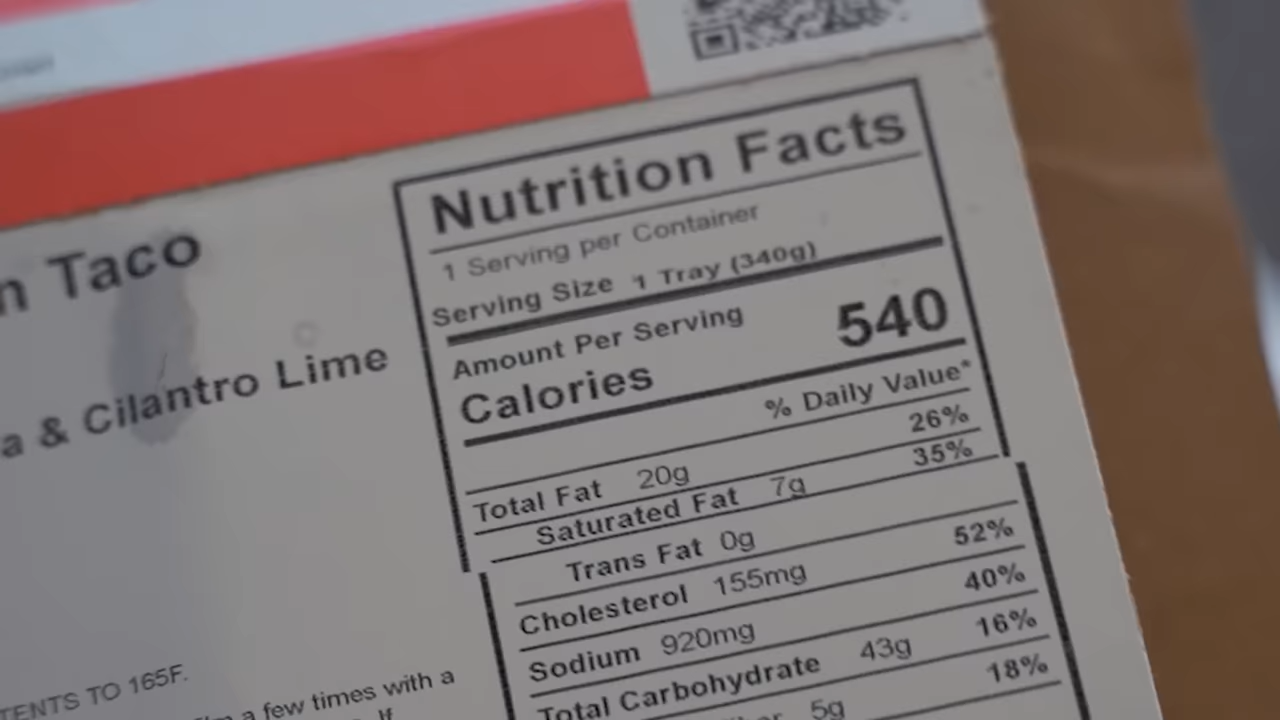 n Taco
a & Cilantro Lime
TENTS TO 165F.
a few times with a
If
Nutrition Facts
1 Serving per Container
Serving Size 1 Tray (340g)
Amount Per Serving
Calories 540
% Daily Value*
Total Fat 20g 26%
Saturated Fat 7g 35%
Trans Fat 0g
Cholesterol 155mg 52%
Sodium 920mg 40%
Total Carbohydrate 43g 16%
5g 18%